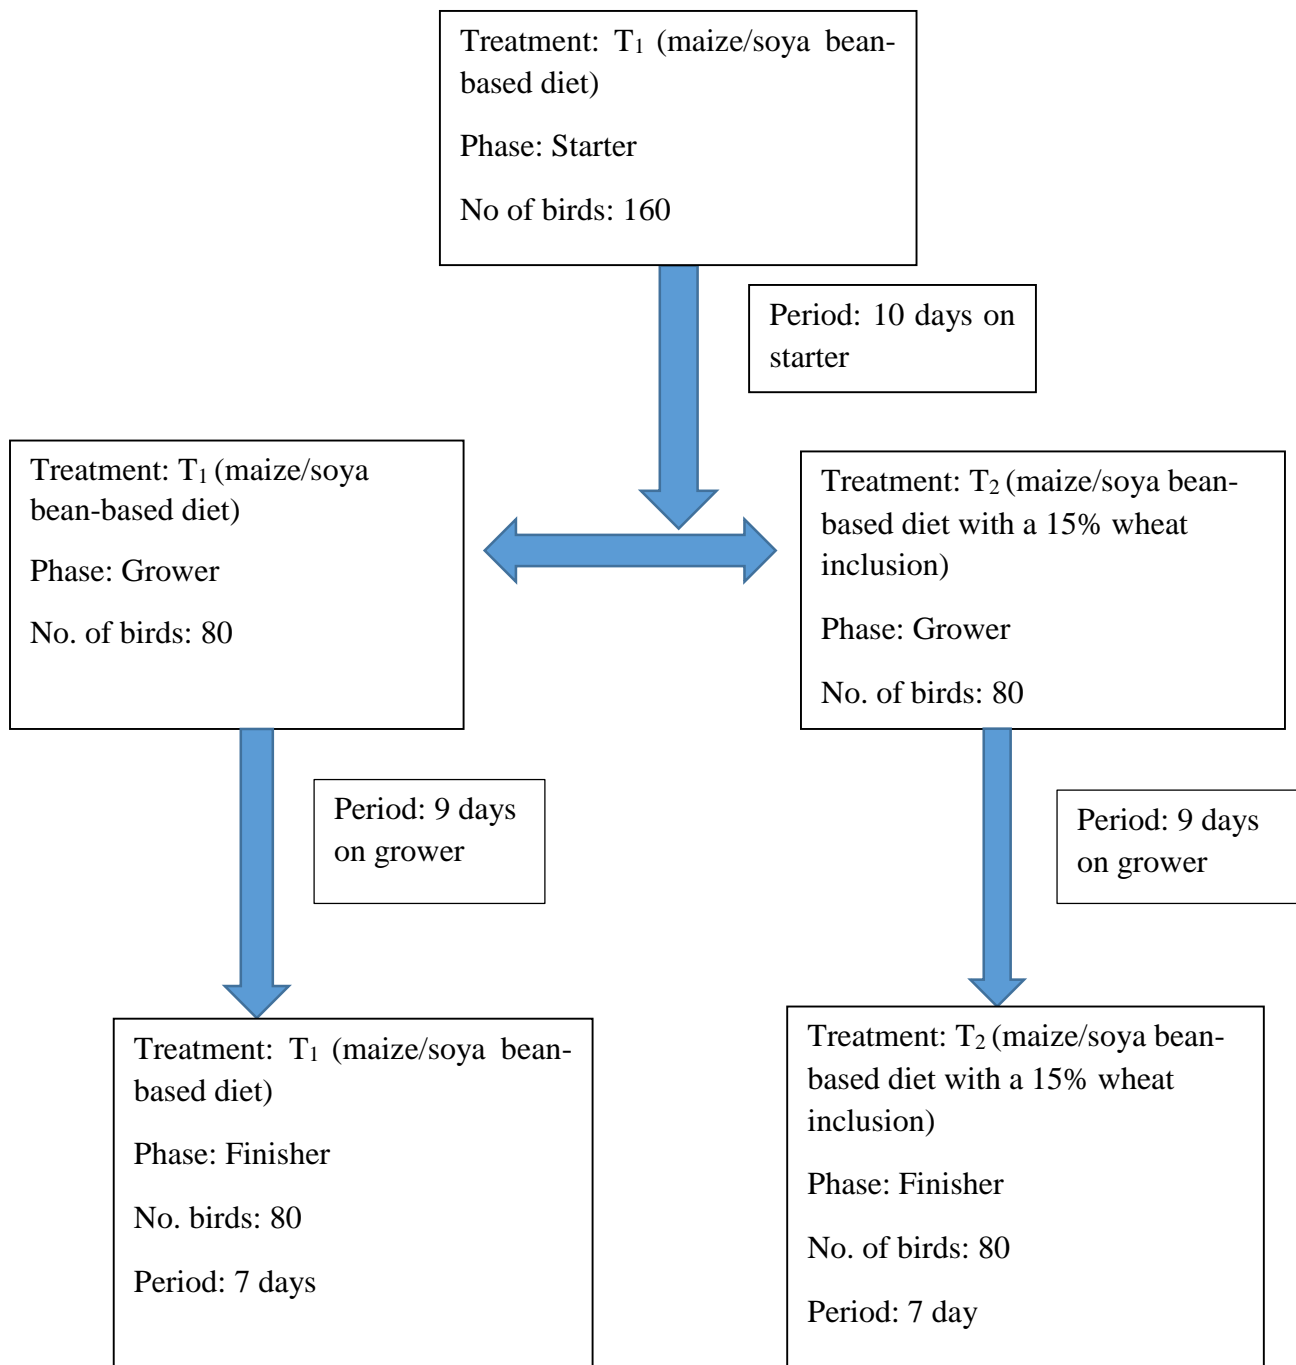 Treatment: T₁ (maize/soya bean-
based diet)
Phase: Starter
No of birds: 160
Period: 10 days on
starter
Treatment: T₁ (maize/soya
bean-based diet)
Phase: Grower
No. of birds: 80
Treatment: T₂ (maize/soya bean-
based diet with a 15% wheat
inclusion)
Phase: Grower
No. of birds: 80
Period: 9 days
on grower
Period: 9 days
on grower
Treatment: T₁ (maize/soya bean-
based diet)
Phase: Finisher
No. birds: 80
Period: 7 days
Treatment: T₂ (maize/soya bean-
based diet with a 15% wheat
inclusion)
Phase: Finisher
No. of birds: 80
Period: 7 day